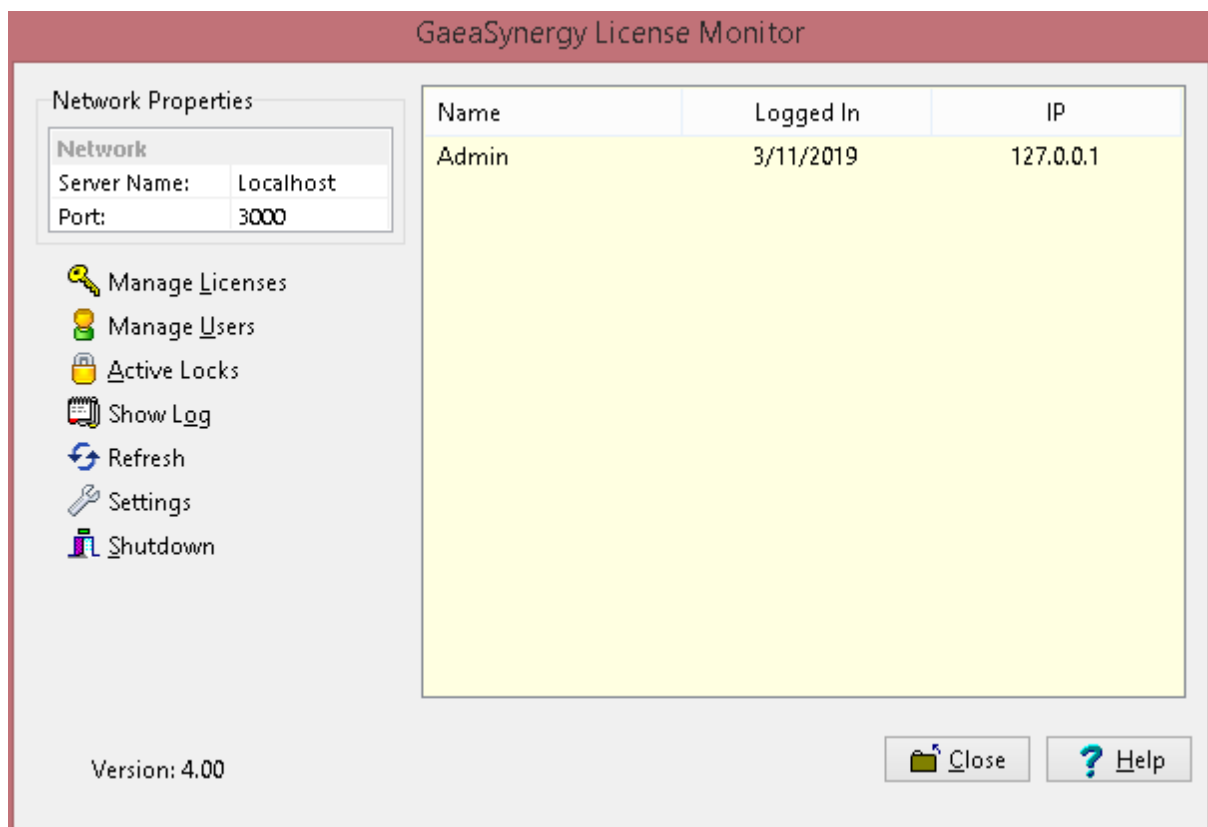 GaeaSynergy License Monitor
Network Properties
Network
Server Name: Localhost
Port: 3000
Manage Licenses
Manage Users
Active Locks
Show Log
Refresh
Settings
Shutdown
Version: 4.00
Name Logged In IP
Admin 3/11/2019 127.0.0.1
Close Help